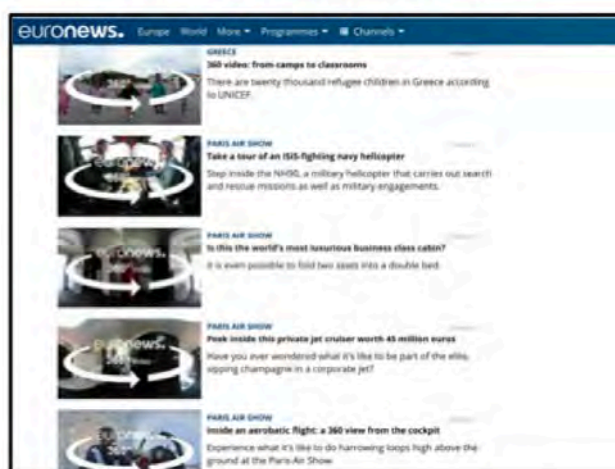 euronews.
Europe World More Programmes Channels
GREECE
360 video: from camps to classrooms
There are twenty thousand refugee children in Greece according
to UNICEF.
360°
PARIS AIR SHOW
Take a tour of an ISIS-fighting navy helicopter
Step inside the NH90, a military helicopter that carries out search
and rescue missions as well as military engagements.
euronews.
PARIS AIR SHOW
Is this the world's most luxurious business class cabin?
It is even possible to fold two seats into a double bed.
euronews.
PARIS AIR SHOW
Peek inside this private jet cruiser worth 45 million euros
Have you ever wondered what it's like to be part of the elite,
sipping champagne in a corporate jet?
euronews.
360°
PARIS AIR SHOW
Inside an aerobatic flight: a 360 view from the cockpit
Experience what it's like to do harrowing loops high above the
ground at the Paris Air Show
euronews.
360°